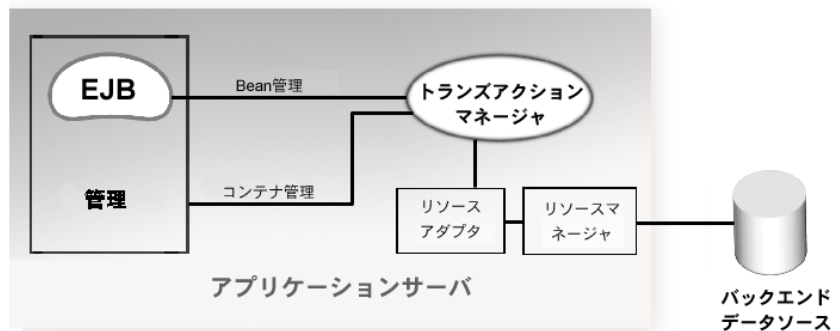 EJB
Bean管理
トランズアクション
マネージャ
管理
コンテナ管理
リソース
アダプタ
リソースマ
ネージャ
アプリケーションサーバ
バックエンド
データソース